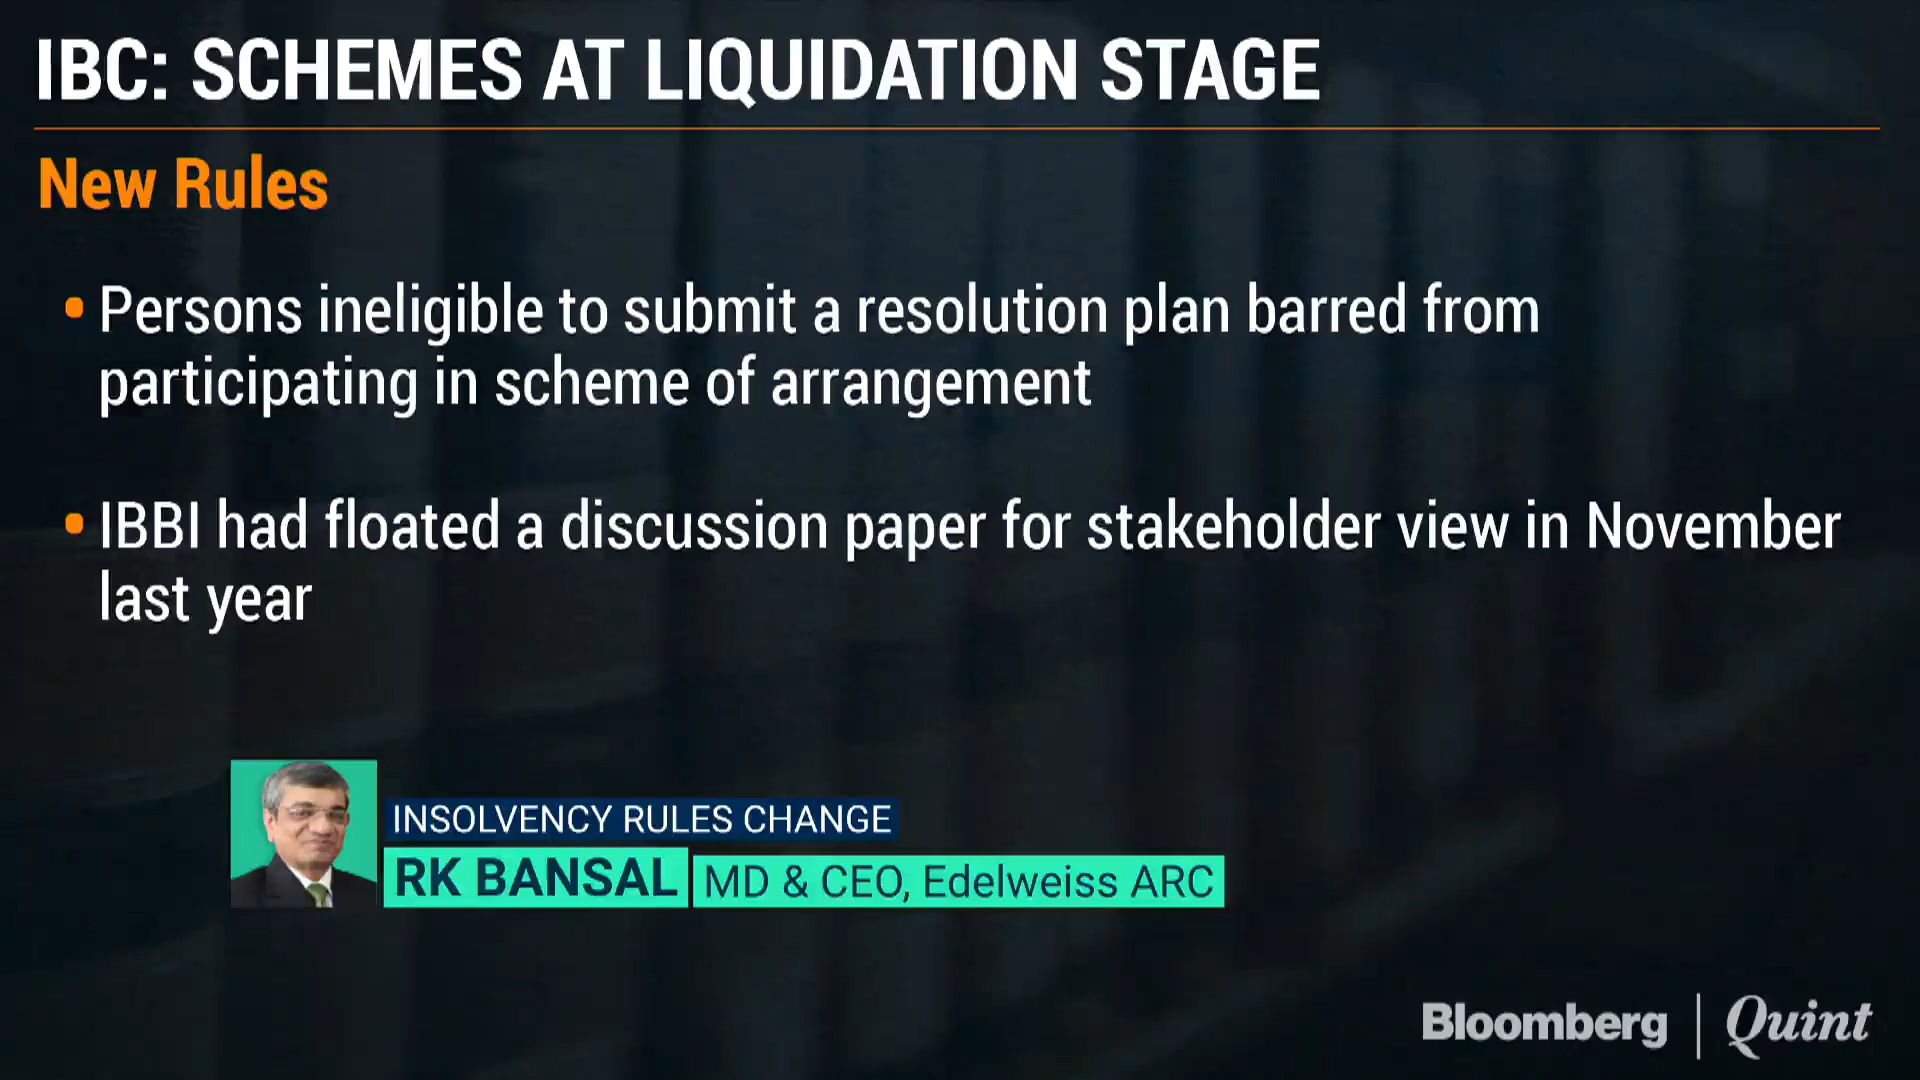 IBC: SCHEMES AT LIQUIDATION STAGE
New Rules
• Persons ineligible to submit a resolution plan barred from
participating in scheme of arrangement
• IBBI had floated a discussion paper for stakeholder view in November
last year
INSOLVENCY RULES CHANGE
RK BANSAL MD & CEO, Edelweiss ARC
Bloomberg | Quint